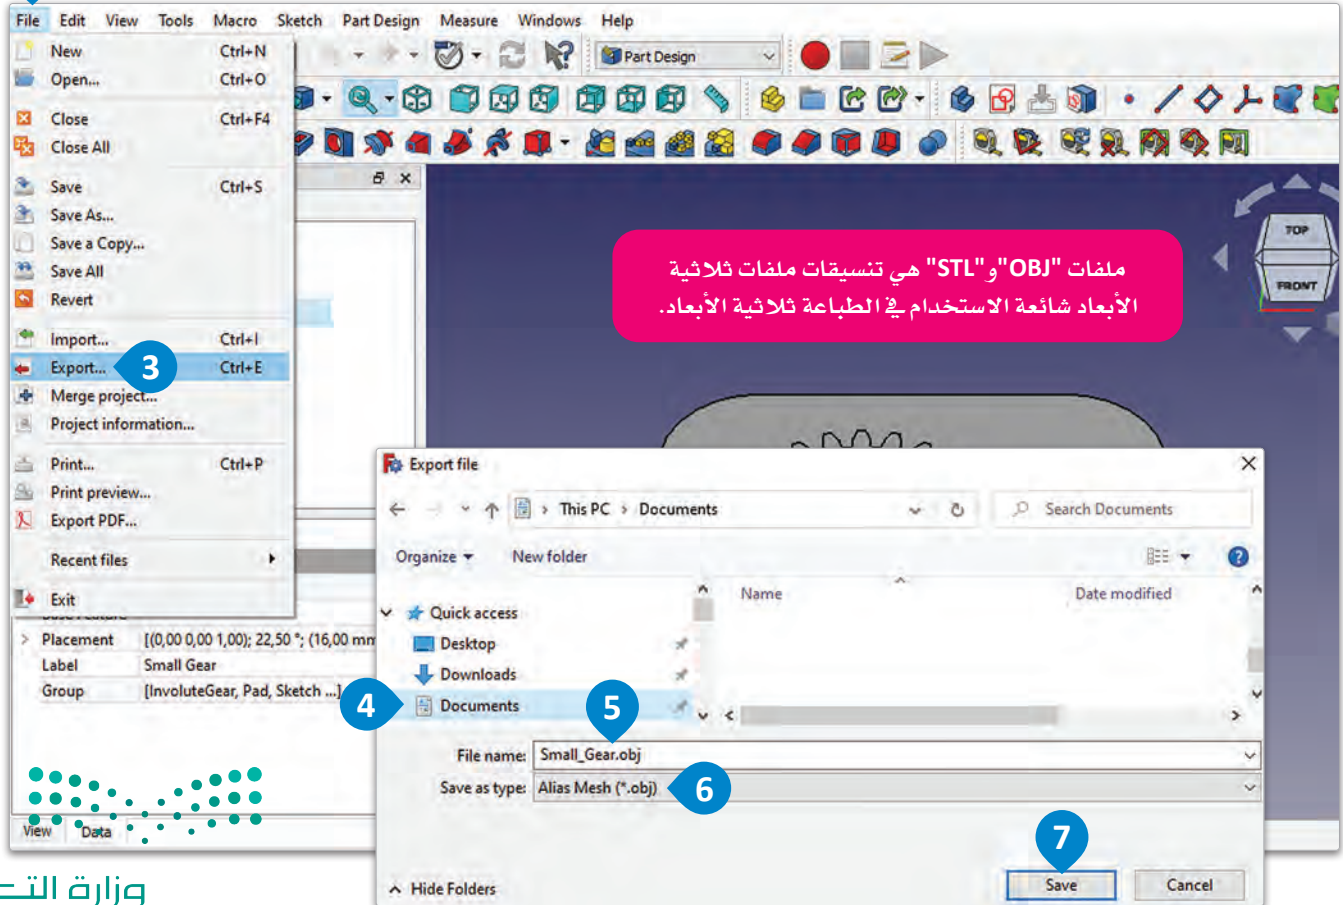 File Edit View Tools Macro Sketch Part Design Measure Windows Help
New Ctrl+N
Open... Ctrl+O
Close Ctrl+F4
Close All
Save Ctrl+S
Save As...
Save a Copy...
Save All
Revert
Import... Ctrl+I
Export... 3 Ctrl+E
Merge project...
Project information...
Print... Ctrl+P
Print preview...
Export PDF...
Recent files
Exit
Part Design
TOP
FRONT
ملفات "OBJ"و"STL" هي تنسيقات ملفات ثلاثية
الأبعاد شائعة الاستخدام في الطباعة ثلاثية الأبعاد.
Placement [(0,00 0,00 1,00); 22,50 °; (16,00 mm
Label Small Gear
Group [InvoluteGear, Pad, Sketch ...]
View Data
Export file
This PC > Documents
Search Documents
Organize New folder
Name Date modified
Quick access
Desktop
Downloads
4 Documents 5
File name: Small_Gear.obj
Save as type: Alias Mesh (*.obj) 6
7
Hide Folders Save Cancel
وزارة التـ